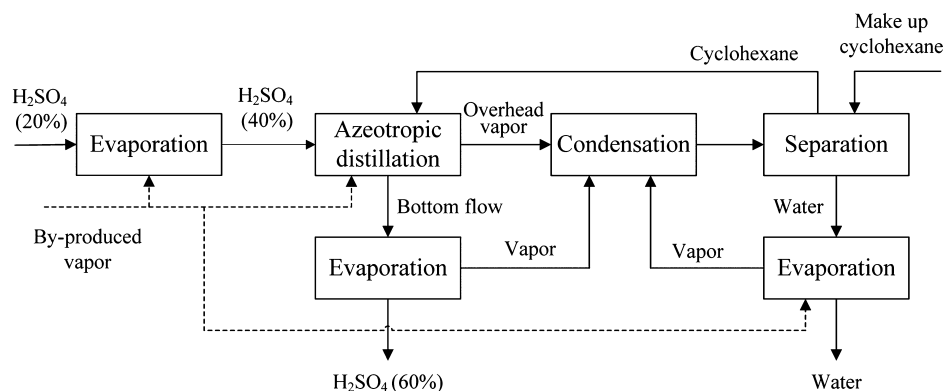 Make up
cyclohexane
Cyclohexane
H₂SO₄
(20%)
H₂SO₄
(40%)
Evaporation
Azeotropic
distillation
Overhead
vapor
Condensation
Separation
By-produced
vapor
Bottom flow
Water
Evaporation
Vapor
Vapor
Evaporation
H₂SO₄ (60%)
Water